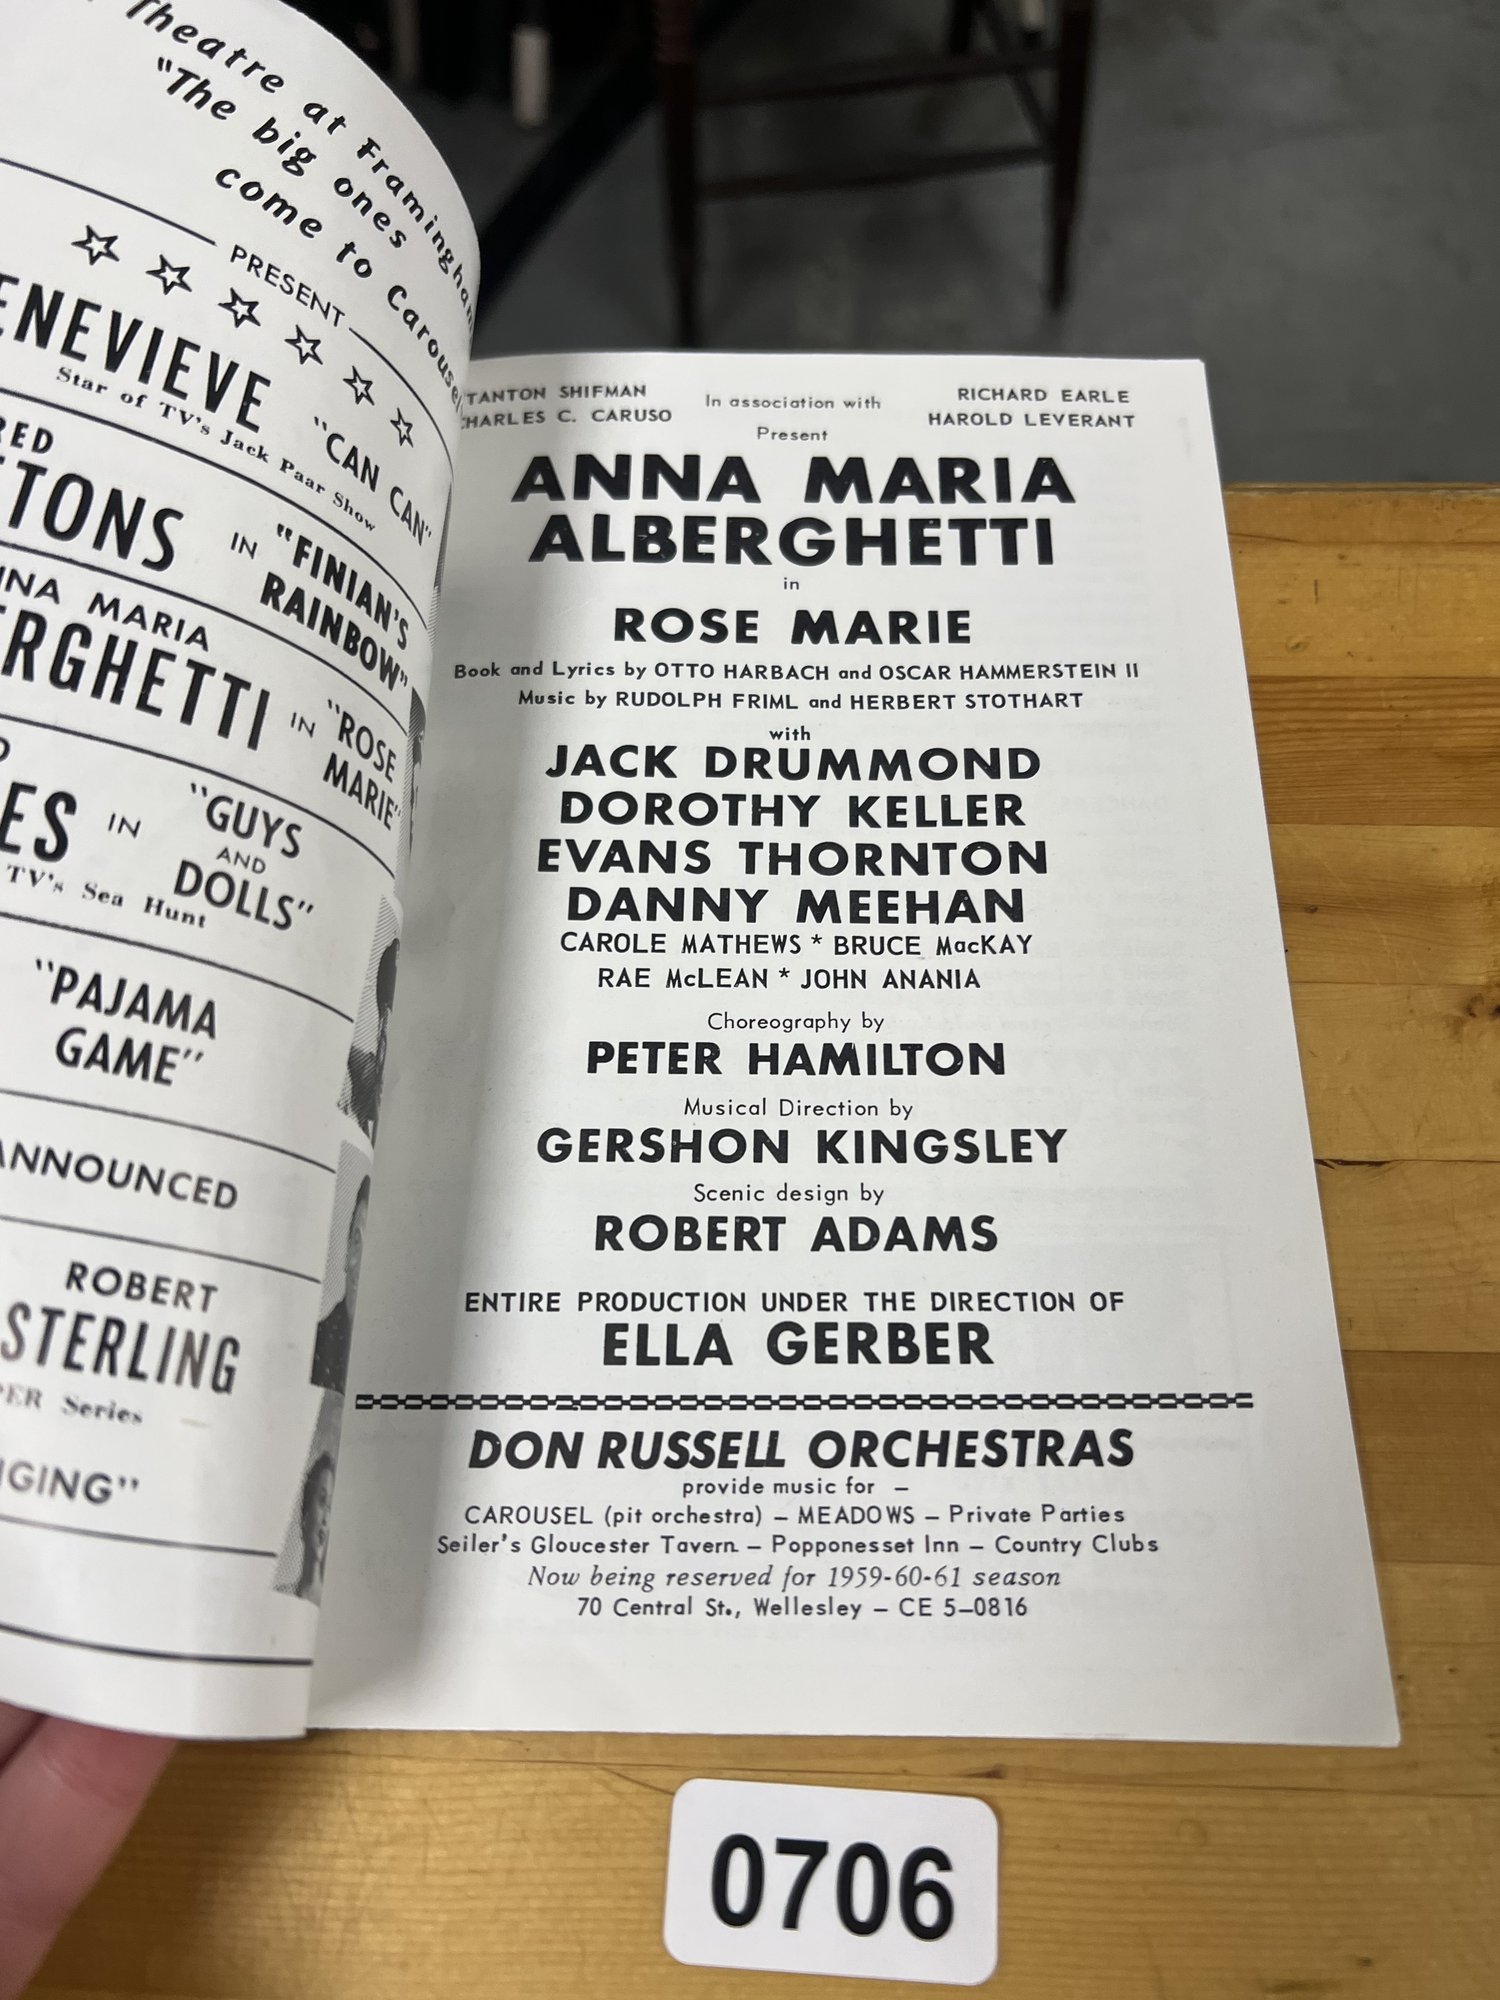 Theatre at Framingham
"The big ones
come to Carousel
PRESENT
ENEVIEVE "CAN CAN"
Star of TV's Jack Paar Show
RED
TTONS IN "FINIAN'S
RAINBOW"
NNA MARIA
ERGHETTI IN "ROSE
MARIE"
ES IN "GUYS
AND
DOLLS"
TV's Sea Hunt
"PAJAMA
GAME"
ANNOUNCED
ROBERT
STERLING
PER Series
GING"
TANTON SHIFMAN In association with RICHARD EARLE
HARLES C. CARUSO HAROLD LEVERANT
Present
ANNA MARIA
ALBERGHETTI
in
ROSE MARIE
Book and Lyrics by OTTO HARBACH and OSCAR HAMMERSTEIN II
Music by RUDOLPH FRIML and HERBERT STOTHART
with
JACK DRUMMOND
DOROTHY KELLER
EVANS THORNTON
DANNY MEEHAN
CAROLE MATHEWS * BRUCE MacKAY
RAE McLEAN * JOHN ANANIA
Choreography by
PETER HAMILTON
Musical Direction by
GERSHON KINGSLEY
Scenic design by
ROBERT ADAMS
ENTIRE PRODUCTION UNDER THE DIRECTION OF
ELLA GERBER
DON RUSSELL ORCHESTRAS
provide music for –
CAROUSEL (pit orchestra) – MEADOWS – Private Parties
Seiler's Gloucester Tavern – Popponesset Inn – Country Clubs
Now being reserved for 1959-60-61 season
70 Central St., Wellesley – CE 5–0816
0706